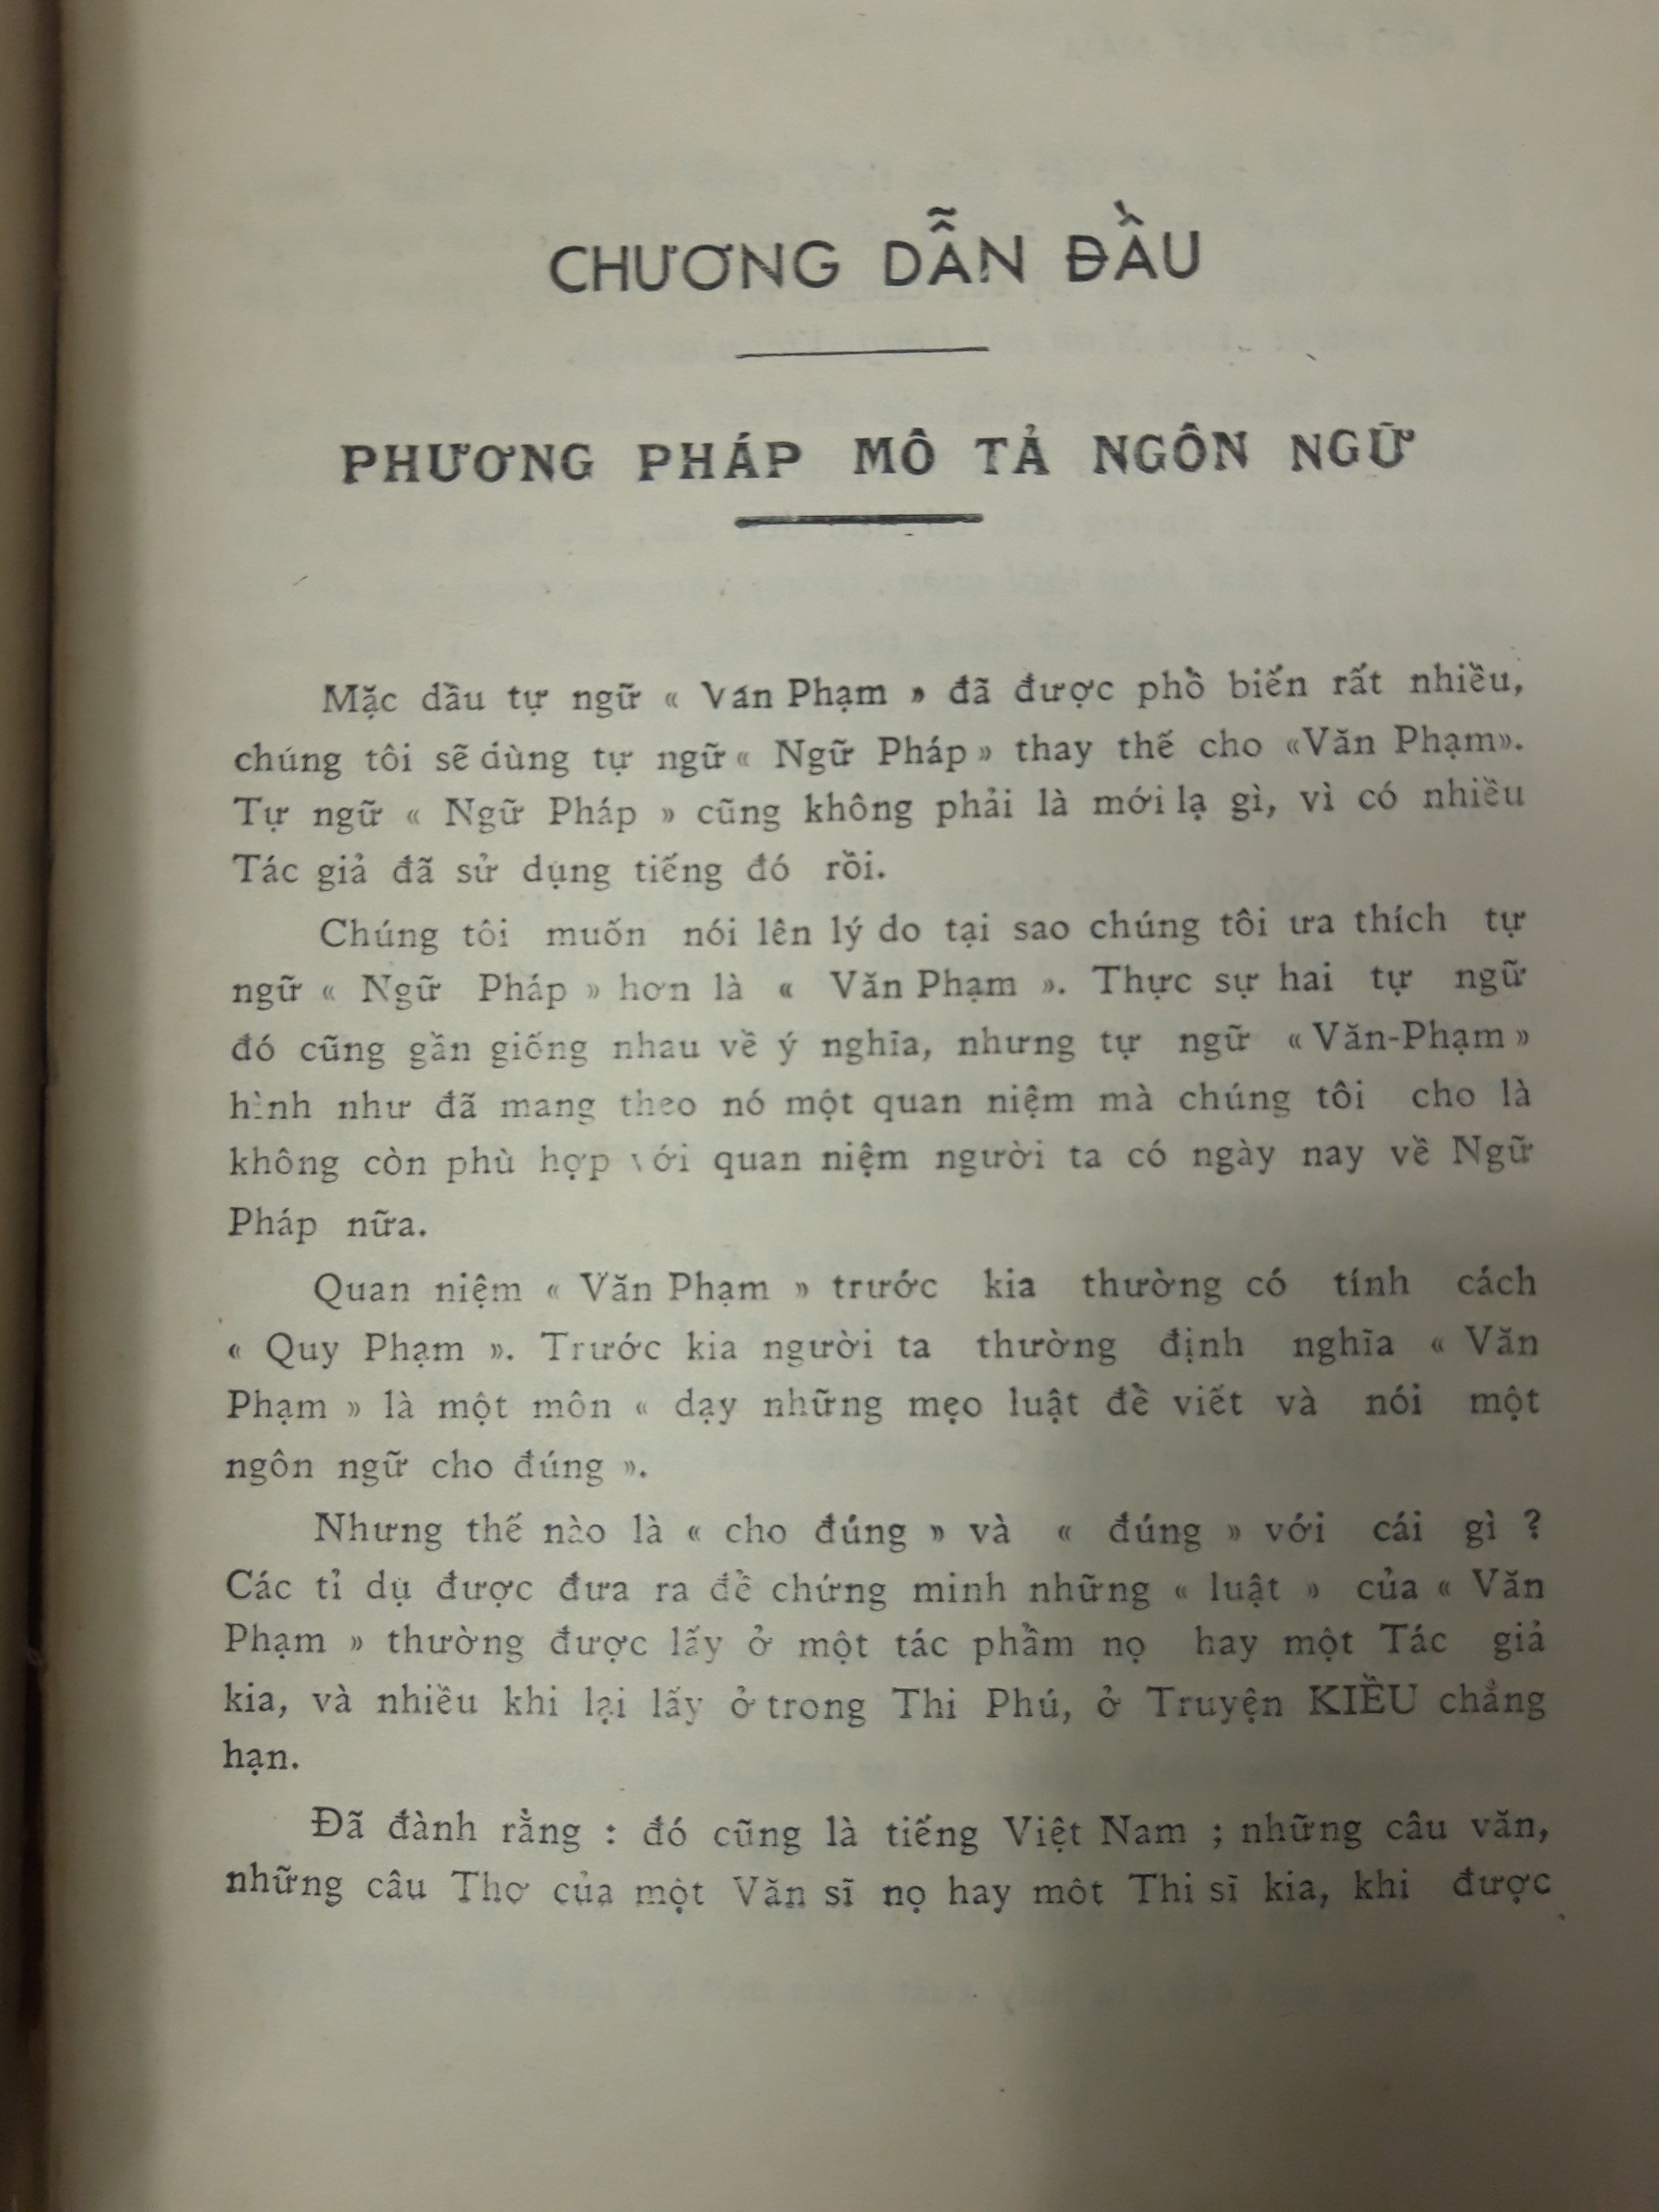 CHƯƠNG DẪN ĐẦU
PHƯƠNG PHÁP MÔ TẢ NGÔN NGỮ
Mặc dầu tự ngữ « Văn Phạm » đã được phổ biến rất nhiều,
chúng tôi sẽ dùng tự ngữ « Ngữ Pháp » thay thế cho «Văn Phạm».
Tự ngữ « Ngữ Pháp » cũng không phải là mới lạ gì, vì có nhiều
Tác giả đã sử dụng tiếng đó rồi.
Chúng tôi muốn nói lên lý do tại sao chúng tôi ưa thích tự
ngữ « Ngữ Pháp » hơn là « Văn Phạm ». Thực sự hai tự ngữ
đó cũng gần giống nhau về ý nghĩa, nhưng tự ngữ « Văn-Phạm »
hình như đã mang theo nó một quan niệm mà chúng tôi cho là
không còn phù hợp với quan niệm người ta có ngày nay về Ngữ
Pháp nữa.
Quan niệm « Văn Phạm » trước kia thường có tính cách
« Quy Phạm ». Trước kia người ta thường định nghĩa « Văn
Phạm » là một môn « dạy những mẹo luật để viết và nói một
ngôn ngữ cho đúng ».
Nhưng thế nào là « cho đúng » và « đúng » với cái gì ?
Các tỉ dụ được đưa ra để chứng minh những « luật » của « Văn
Phạm » thường được lấy ở một tác phẩm nọ hay một Tác giả
kia, và nhiều khi lại lấy ở trong Thi Phú, ở Truyện KIỀU chẳng
hạn.
Đã đành rằng : đó cũng là tiếng Việt Nam ; những câu văn,
những câu Thơ của một Văn sĩ nọ hay môt Thi sĩ kia, khi được